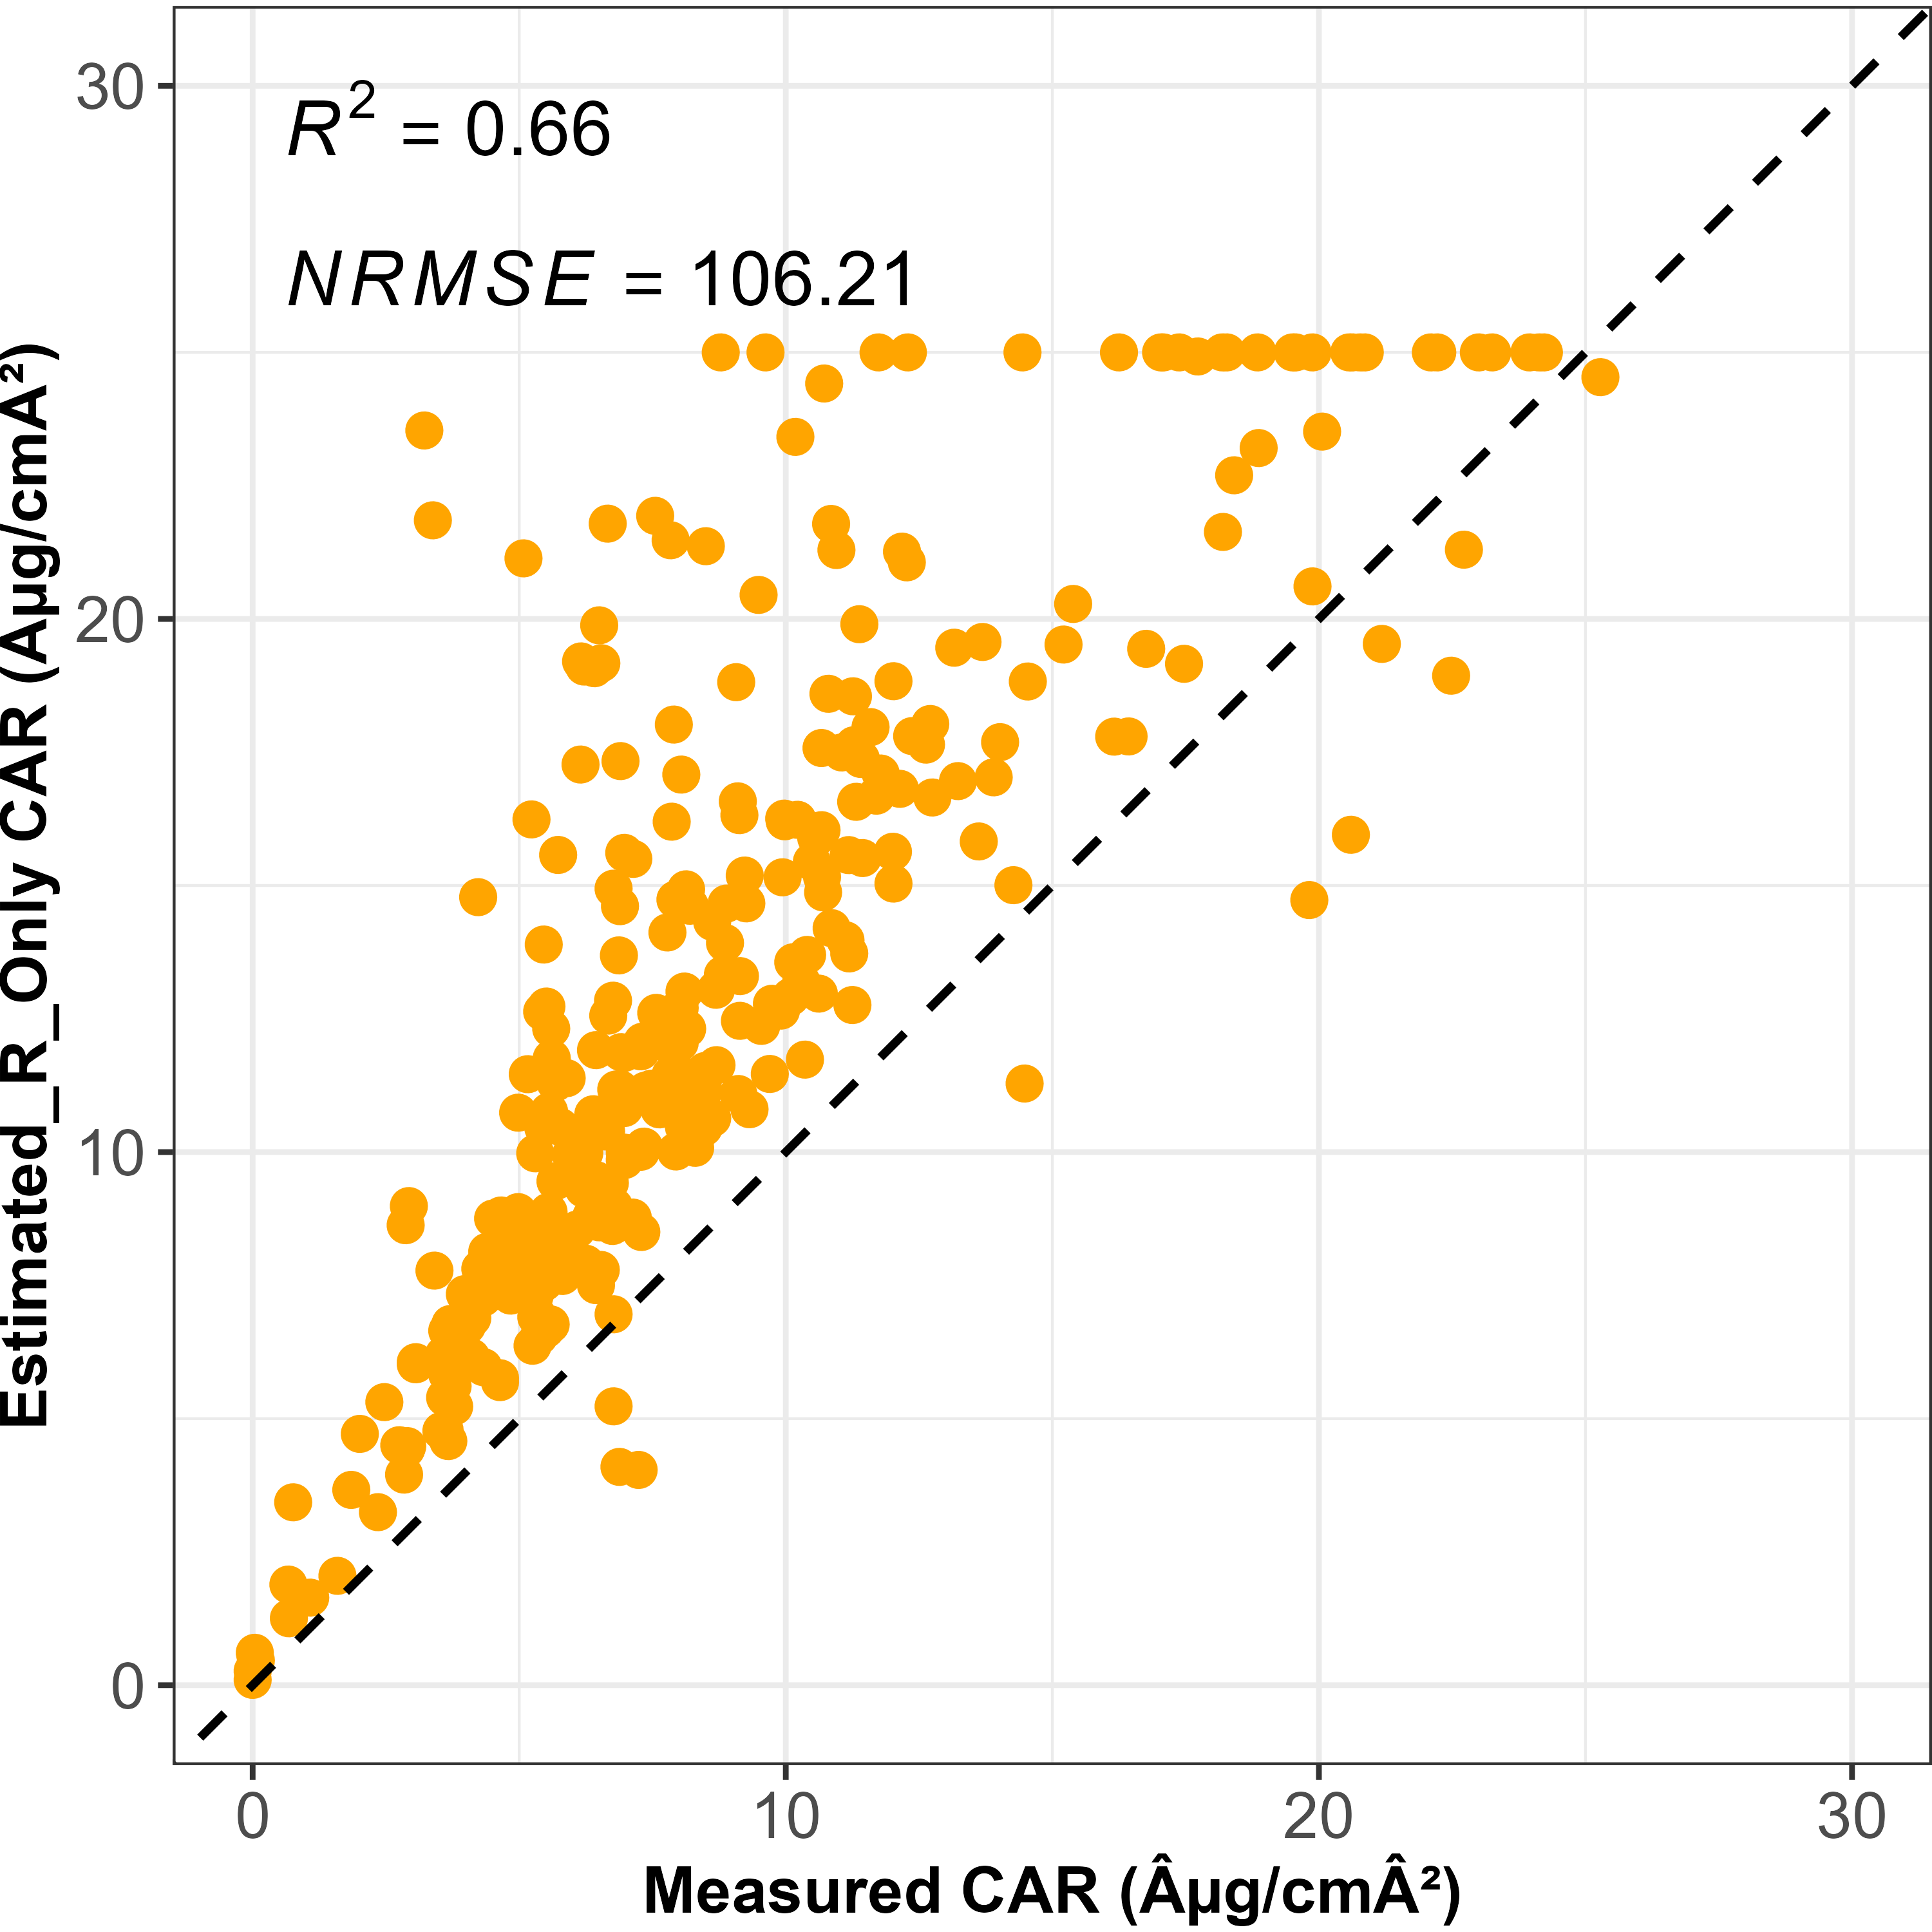 R² = 0.66
NRMSE = 106.21
Estimated_R_Only CAR (Âµg/cmÂ²)
30
20
10
0
0 10 20 30
Measured CAR (Âµg/cmÂ²)